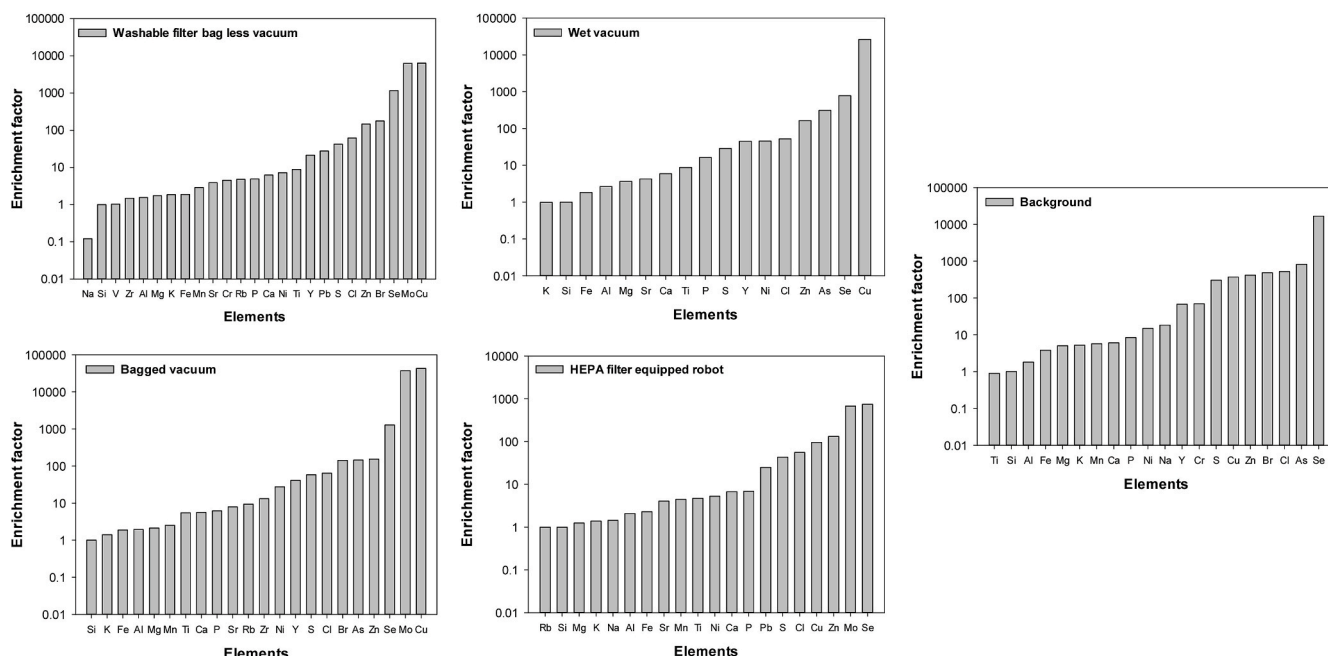 Washable filter bag less vacuum
Enrichment factor
100000
10000
1000
100
10
1
0.1
0.01
Na Si V Zr Al Mg K Fe Mn Sr Cr Rb P Ca Ni Ti Y Pb S Cl Zn Br Se Mo Cu
Elements
Wet vacuum
Enrichment factor
100000
10000
1000
100
10
1
0.1
0.01
K Si Fe Al Mg Sr Ca Ti P S Y Ni Cl Zn As Se Cu
Elements
Bagged vacuum
Enrichment factor
100000
10000
1000
100
10
1
0.1
0.01
Si K Fe Al Mg Mn Ti Ca P Sr Rb Zr Ni Y S Cl Br As Zn Se Mo Cu
Elements
HEPA filter equipped robot
Enrichment factor
10000
1000
100
10
1
0.1
0.01
Rb Si Mg K Na Al Fe Sr Mn Ti Ni Ca P Pb S Cl Cu Zn Mo Se
Elements
Background
Enrichment factor
100000
10000
1000
100
10
1
0.1
0.01
Ti Si Al Fe Mg K Mn Ca P Ni Na Y Cr S Cu Zn Br Cl As Se
Elements